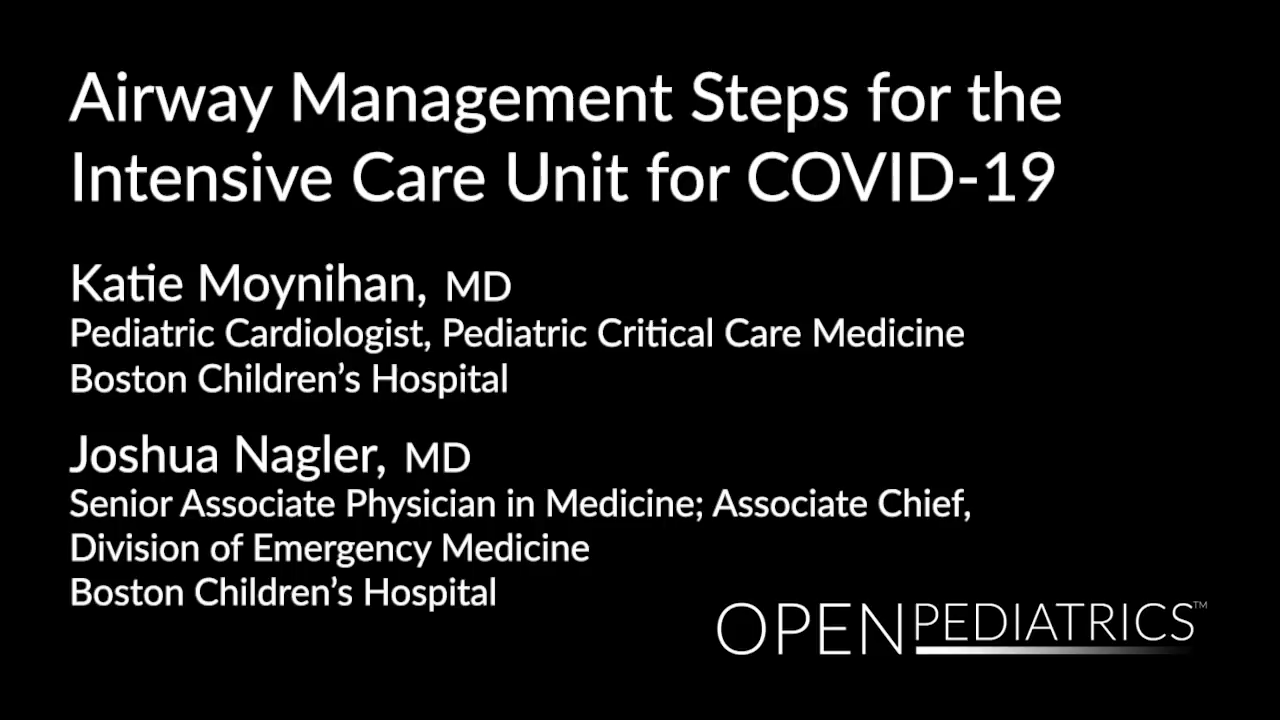 Airway Management Steps for the
Intensive Care Unit for COVID-19
Katie Moynihan, MD
Pediatric Cardiologist, Pediatric Critical Care Medicine
Boston Children’s Hospital
Joshua Nagler, MD
Senior Associate Physician in Medicine; Associate Chief,
Division of Emergency Medicine
Boston Children’s Hospital
OPENPEDIATRICS™